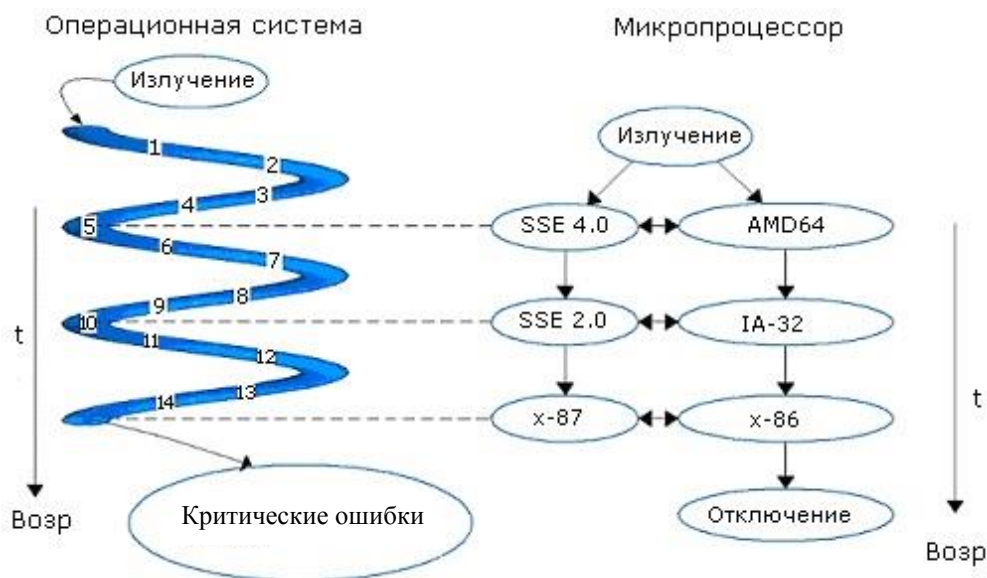 Операционная система
Микропроцессор
Излучение
1
2
3
4
5
6
7
8
9
10
11
12
13
14
t
Возр
Критические ошибки
Излучение
SSE 4.0
AMD64
SSE 2.0
IA-32
x-87
x-86
Отключение
t
Возр